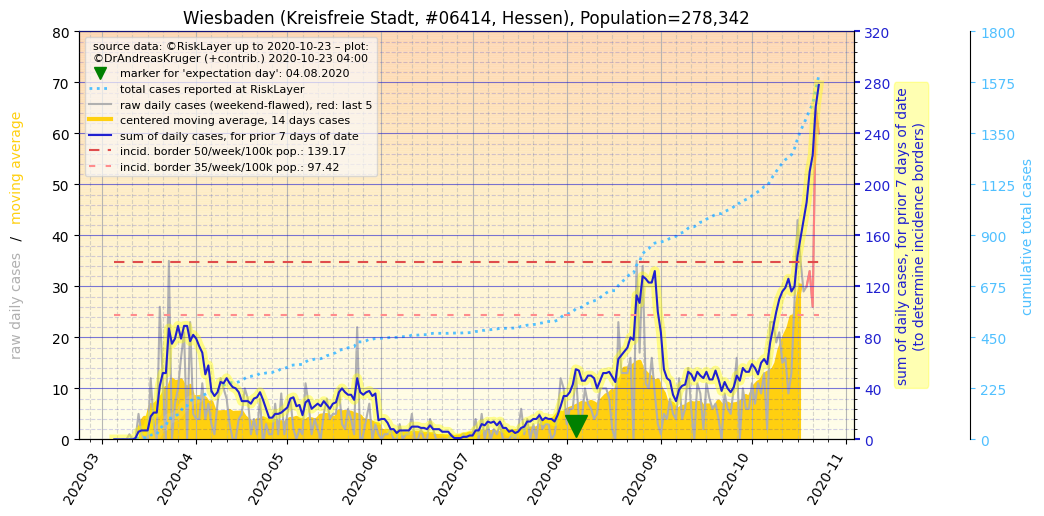 Wiesbaden (Kreisfreie Stadt, #06414, Hessen), Population=278,342
source data: ©RiskLayer up to 2020-10-23 – plot:
©DrAndreasKruger (+contrib.) 2020-10-23 04:00
marker for 'expectation day': 04.08.2020
total cases reported at RiskLayer
raw daily cases (weekend-flawed), red: last 5
centered moving average, 14 days cases
sum of daily cases, for prior 7 days of date
incid. border 50/week/100k pop.: 139.17
incid. border 35/week/100k pop.: 97.42
raw daily cases / moving average
80
70
60
50
40
30
20
10
0
320
280
240
200
160
120
80
40
0
sum of daily cases, for prior 7 days of date
(to determine incidence borders)
1800
1575
1350
1125
900
675
450
225
0
cumulative total cases
2020-03
2020-04
2020-05
2020-06
2020-07
2020-08
2020-09
2020-10
2020-11